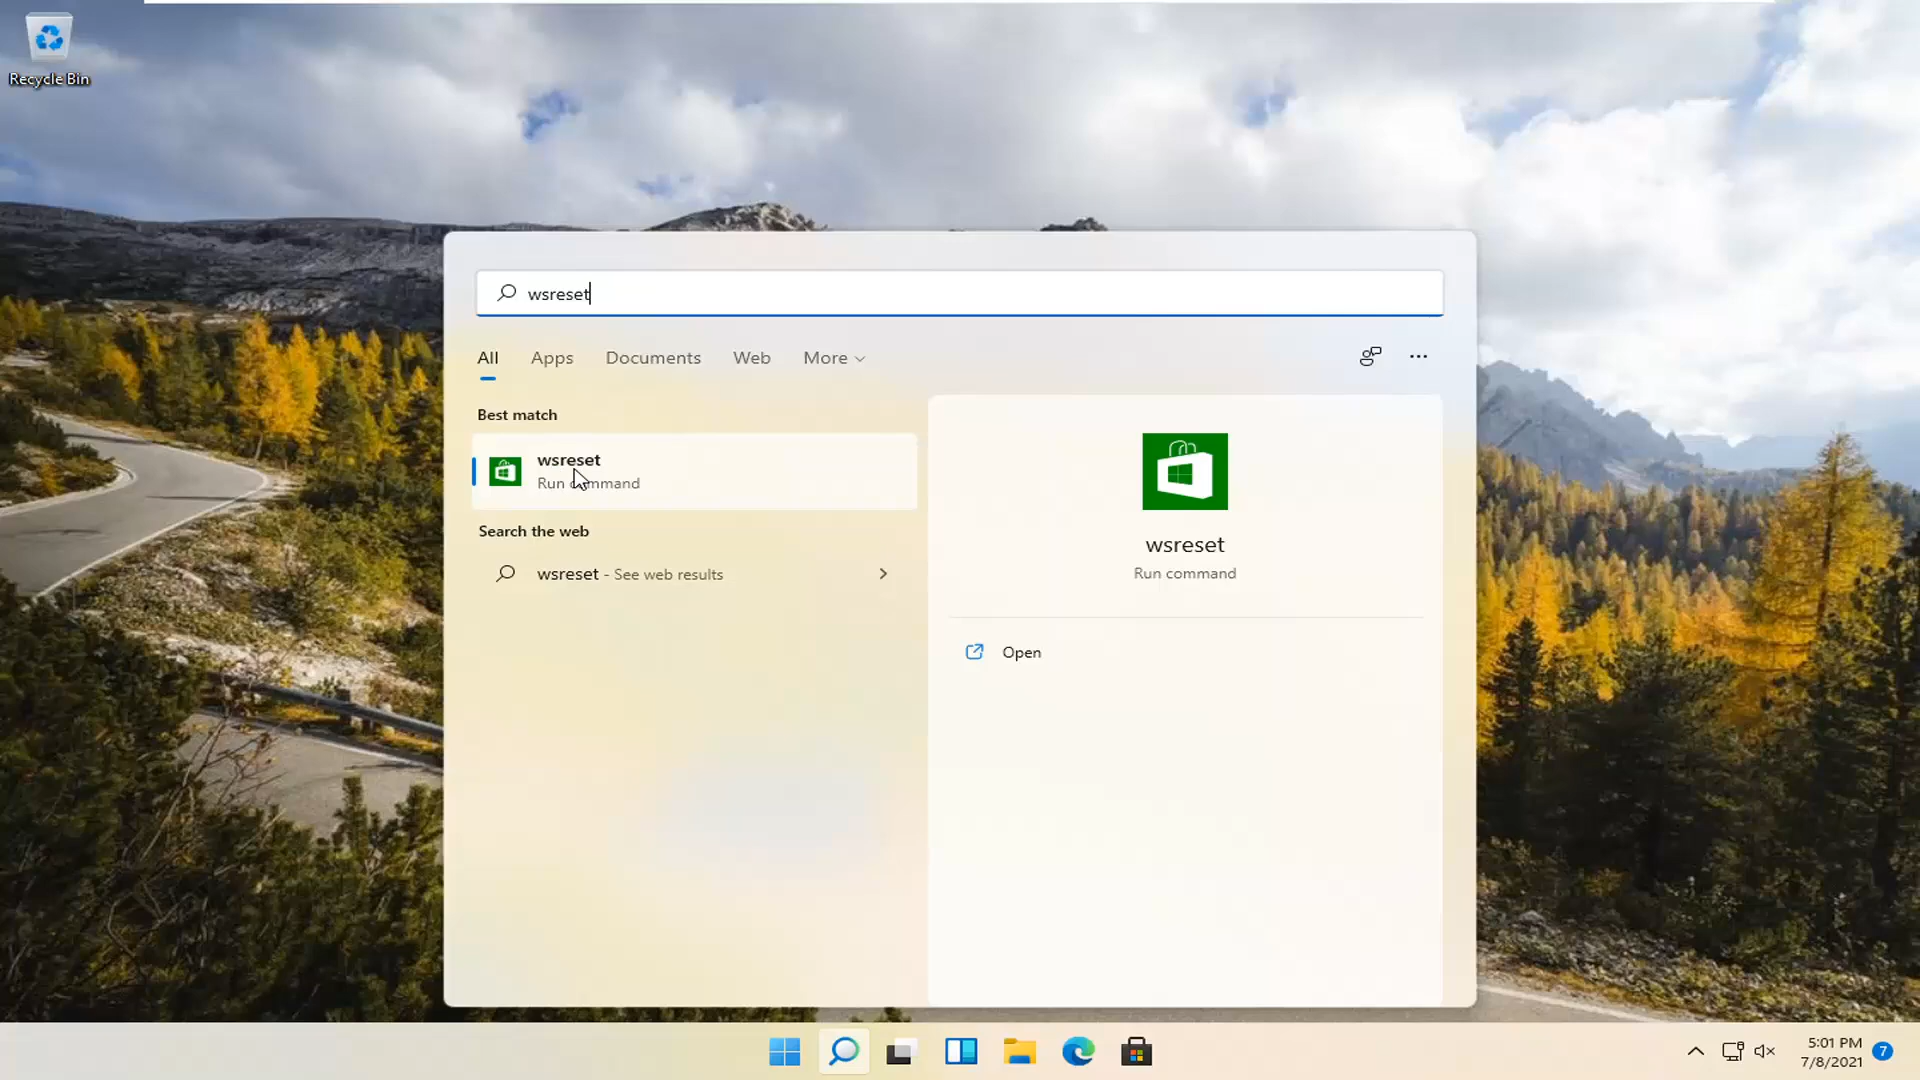 Recycle Bin
wsreset
All Apps Documents Web More
Best match
wsreset
Run command
Search the web
wsreset - See web results
wsreset
Run command
Open
5:01 PM
7/8/2021
7